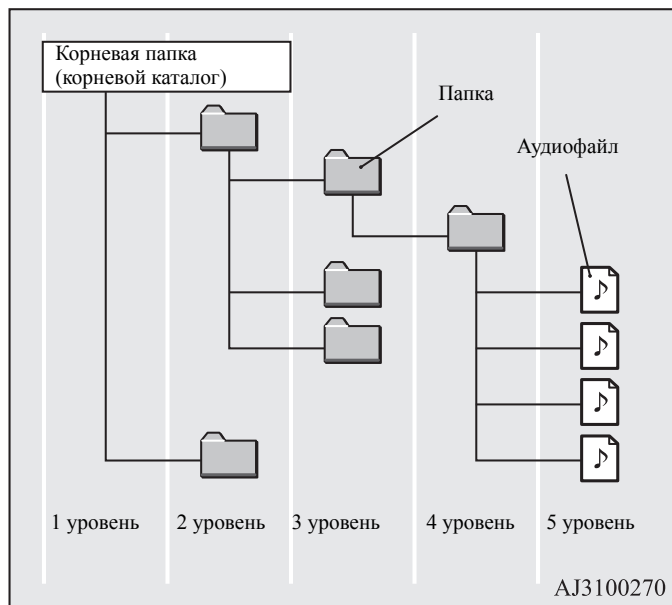 Корневая папка
(корневой каталог)
Папка
Аудиофайл
1 уровень
2 уровень
3 уровень
4 уровень
5 уровень
AJ3100270